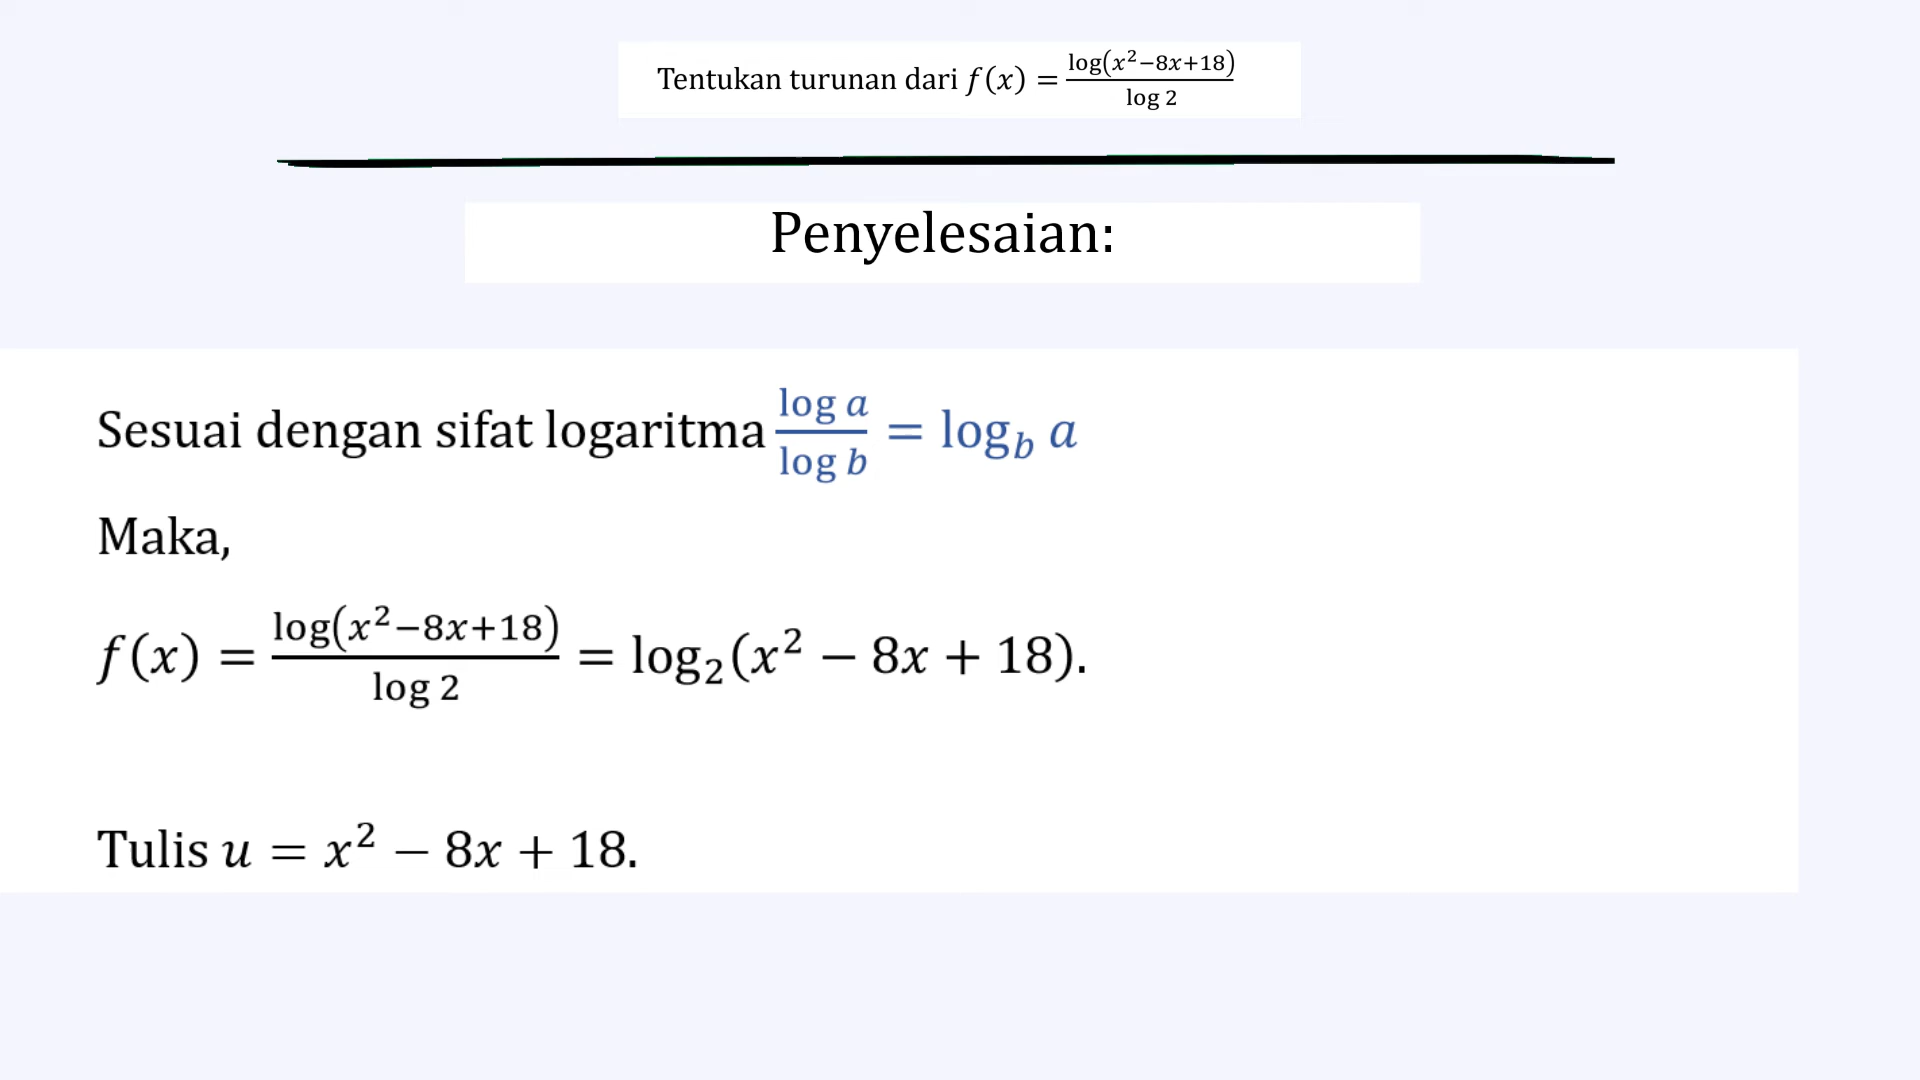 Tentukan turunan dari f(x) = log(x²−8x+18) / log 2
Penyelesaian:
Sesuai dengan sifat logaritma log a / log b = log_b a
Maka,
f(x) = log(x²−8x+18) / log 2 = log₂(x² − 8x + 18).
Tulis u = x² − 8x + 18.